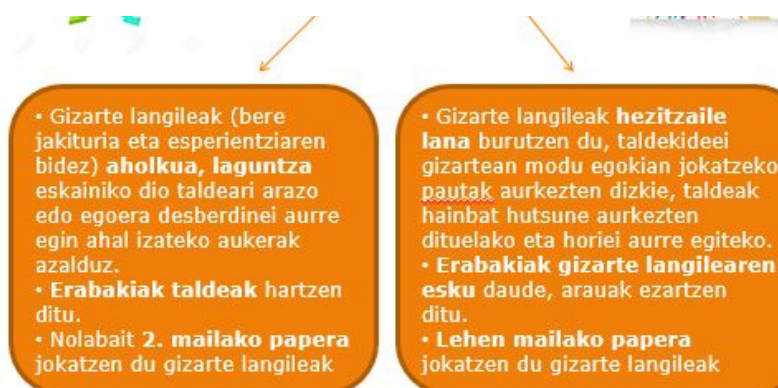 • Gizarte langileak (bere
jakituria eta esperientziaren
bidez) aholkua, laguntza
eskainiko dio taldeari arazo
edo egoera desberdinei aurre
egin ahal izateko aukerak
azalduz.
• Erabakiak taldeak hartzen
ditu.
• Nolabait 2. mailako papera
jokatzen du gizarte langileak
• Gizarte langileak hezitzaile
lana burutzen du, taldekideei
gizartean modu egokian jokatzeko
pautak aurkezten dizkie, taldeak
hainbat hutsune aurkezten
dituelako eta horiei aurre egiteko.
• Erabakiak gizarte langilearen
esku daude, arauak ezartzen
ditu.
• Lehen mailako papera
jokatzen du gizarte langileak